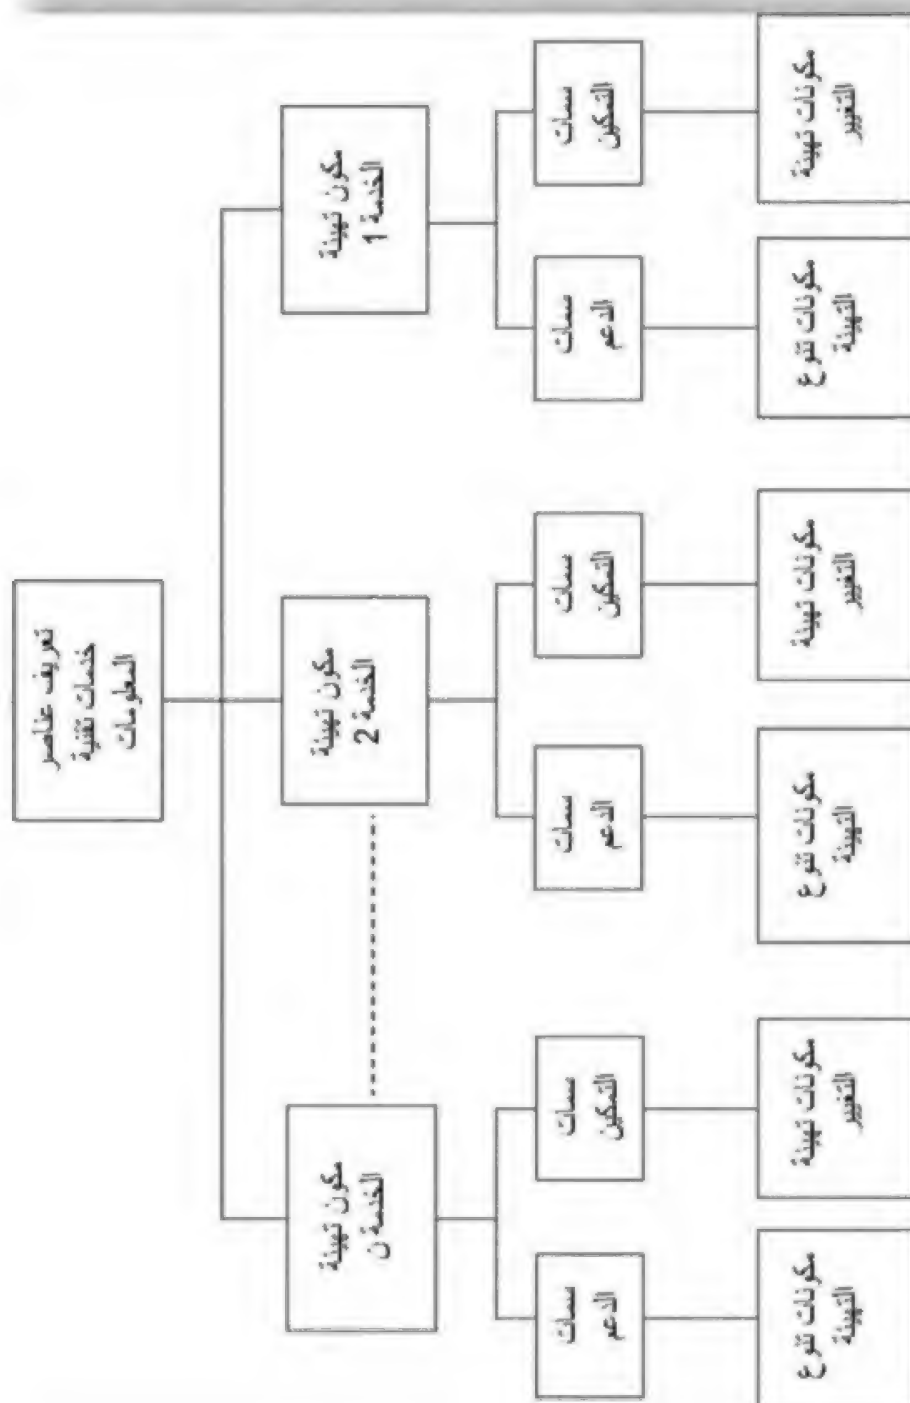 تعريف عناصر
خدمات تقنية
المعلومات
مكون تهيئة
الخدمة 1
مكون تهيئة
الخدمة 2
مكون تهيئة
الخدمة ن
سمات
التمكين
سمات
الدعم
سمات
التمكين
سمات
الدعم
سمات
التمكين
سمات
الدعم
مكونات تهيئة
التغيير
مكونات تنوع
التهيئة
مكونات تهيئة
التغيير
مكونات تنوع
التهيئة
مكونات تهيئة
التغيير
مكونات تنوع
التهيئة